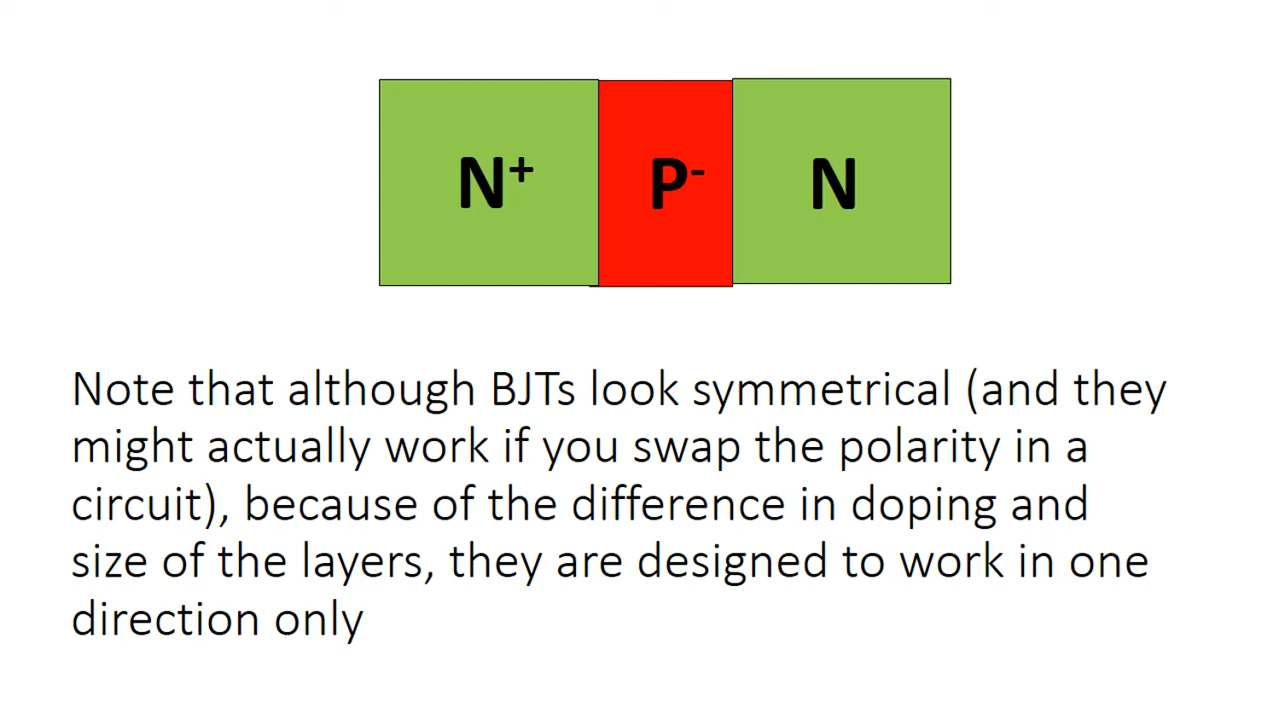 N⁺ P⁻ N
Note that although BJTs look symmetrical (and they
might actually work if you swap the polarity in a
circuit), because of the difference in doping and
size of the layers, they are designed to work in one
direction only